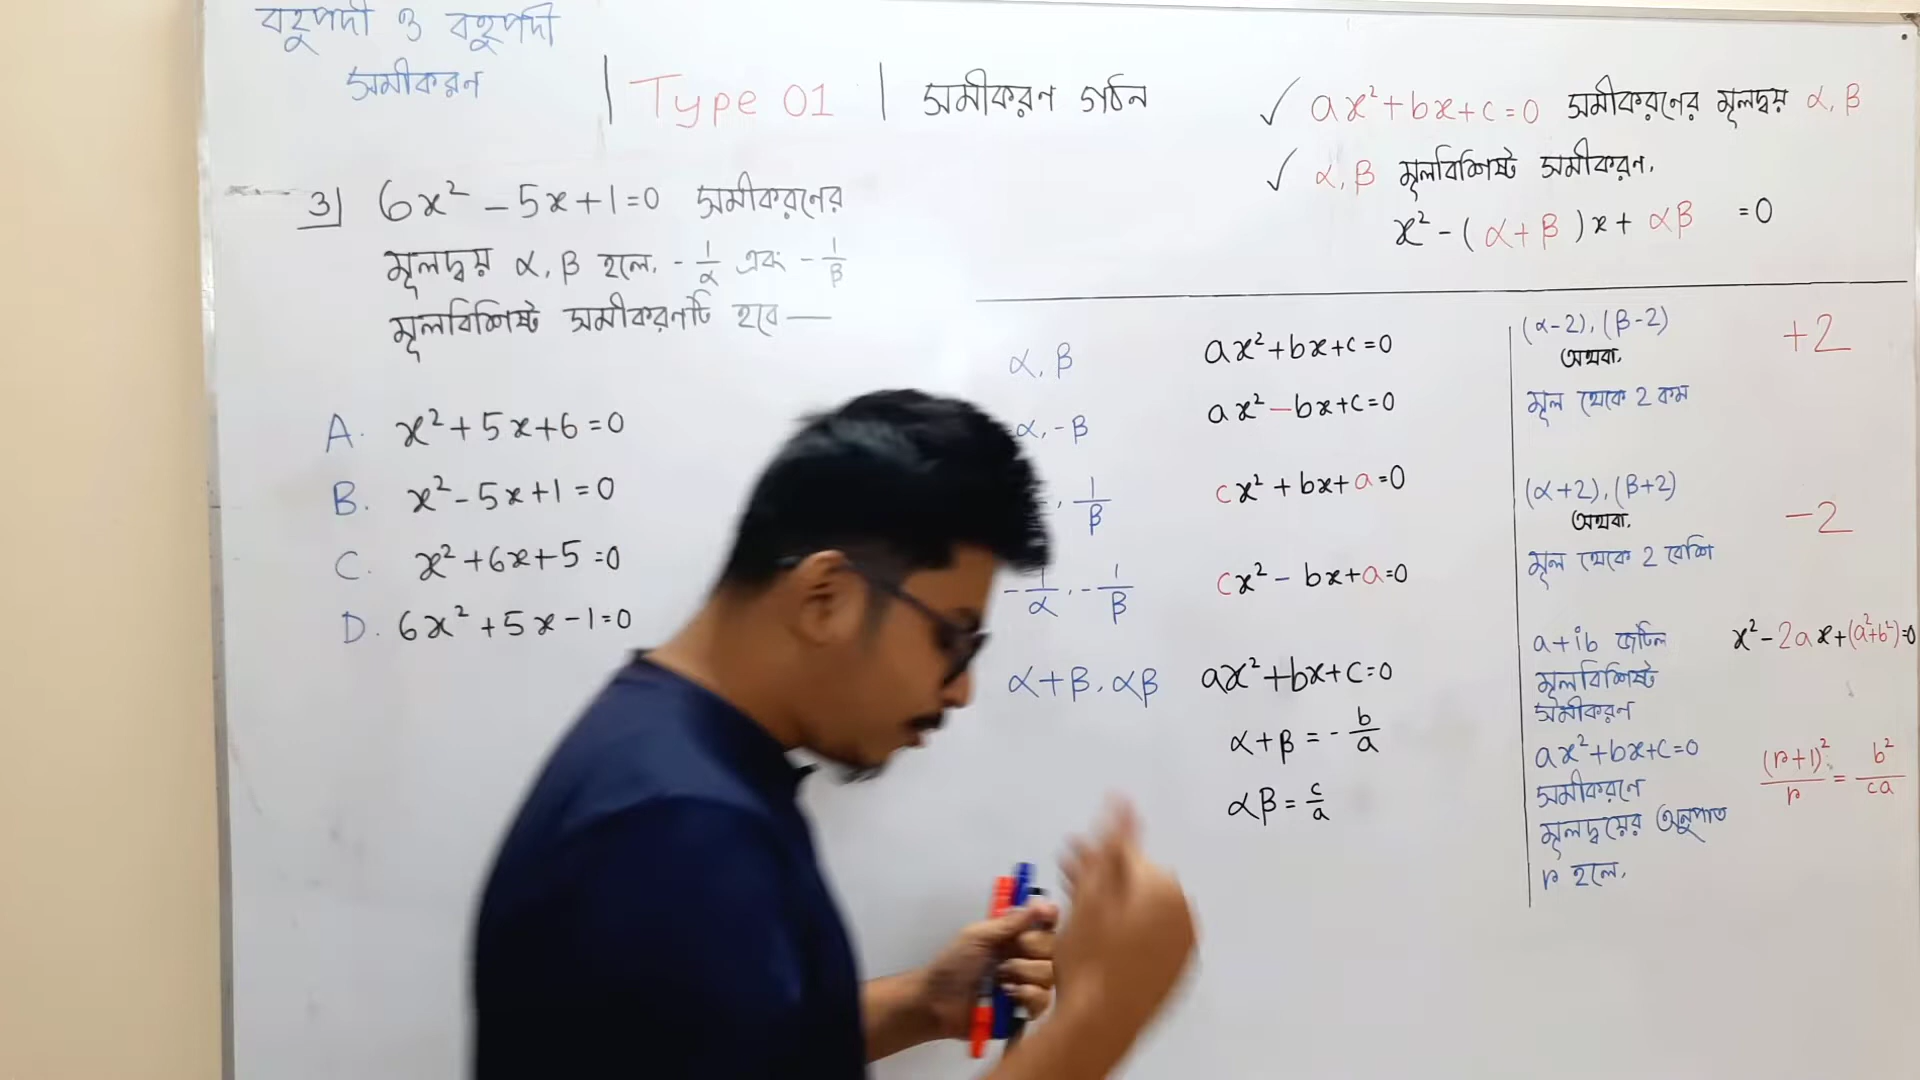 বহুপদী ও বহুপদী
সমীকরণ
Type 01
সমীকরণ গঠন
✓ ax²+bx+c=0 সমীকরণের মূলদ্বয় α, β
✓ α, β মূলবিশিষ্ট সমীকরণ,
x² - (α+β)x + αβ = 0
3) 6x² - 5x + 1 = 0 সমীকরণের
মূলদ্বয় α, β হলে, -1/α এবং -1/β
মূলবিশিষ্ট সমীকরণটি হবে —
A. x² + 5x + 6 = 0
B. x² - 5x + 1 = 0
C. x² + 6x + 5 = 0
D. 6x² + 5x - 1 = 0
α, β ax²+bx+c=0
α, -β ax²-bx+c=0
, 1/β cx²+bx+a=0
-1/α, -1/β cx²-bx+a=0
α+β, αβ ax²+bx+c=0
α+β = -b/a
αβ = c/a
(α-2), (β-2) +2
অথবা,
মূল থেকে 2 কম
(α+2), (β+2) -2
অথবা,
মূল থেকে 2 বেশি
a+ib জটিল x²-2ax+(a²+b²)=0
মূলবিশিষ্ট
সমীকরণ
ax²+bx+c=0 (r+1)²/r = b²/ca
সমীকরণে
মূলদ্বয়ের অনুপাত
r হলে,